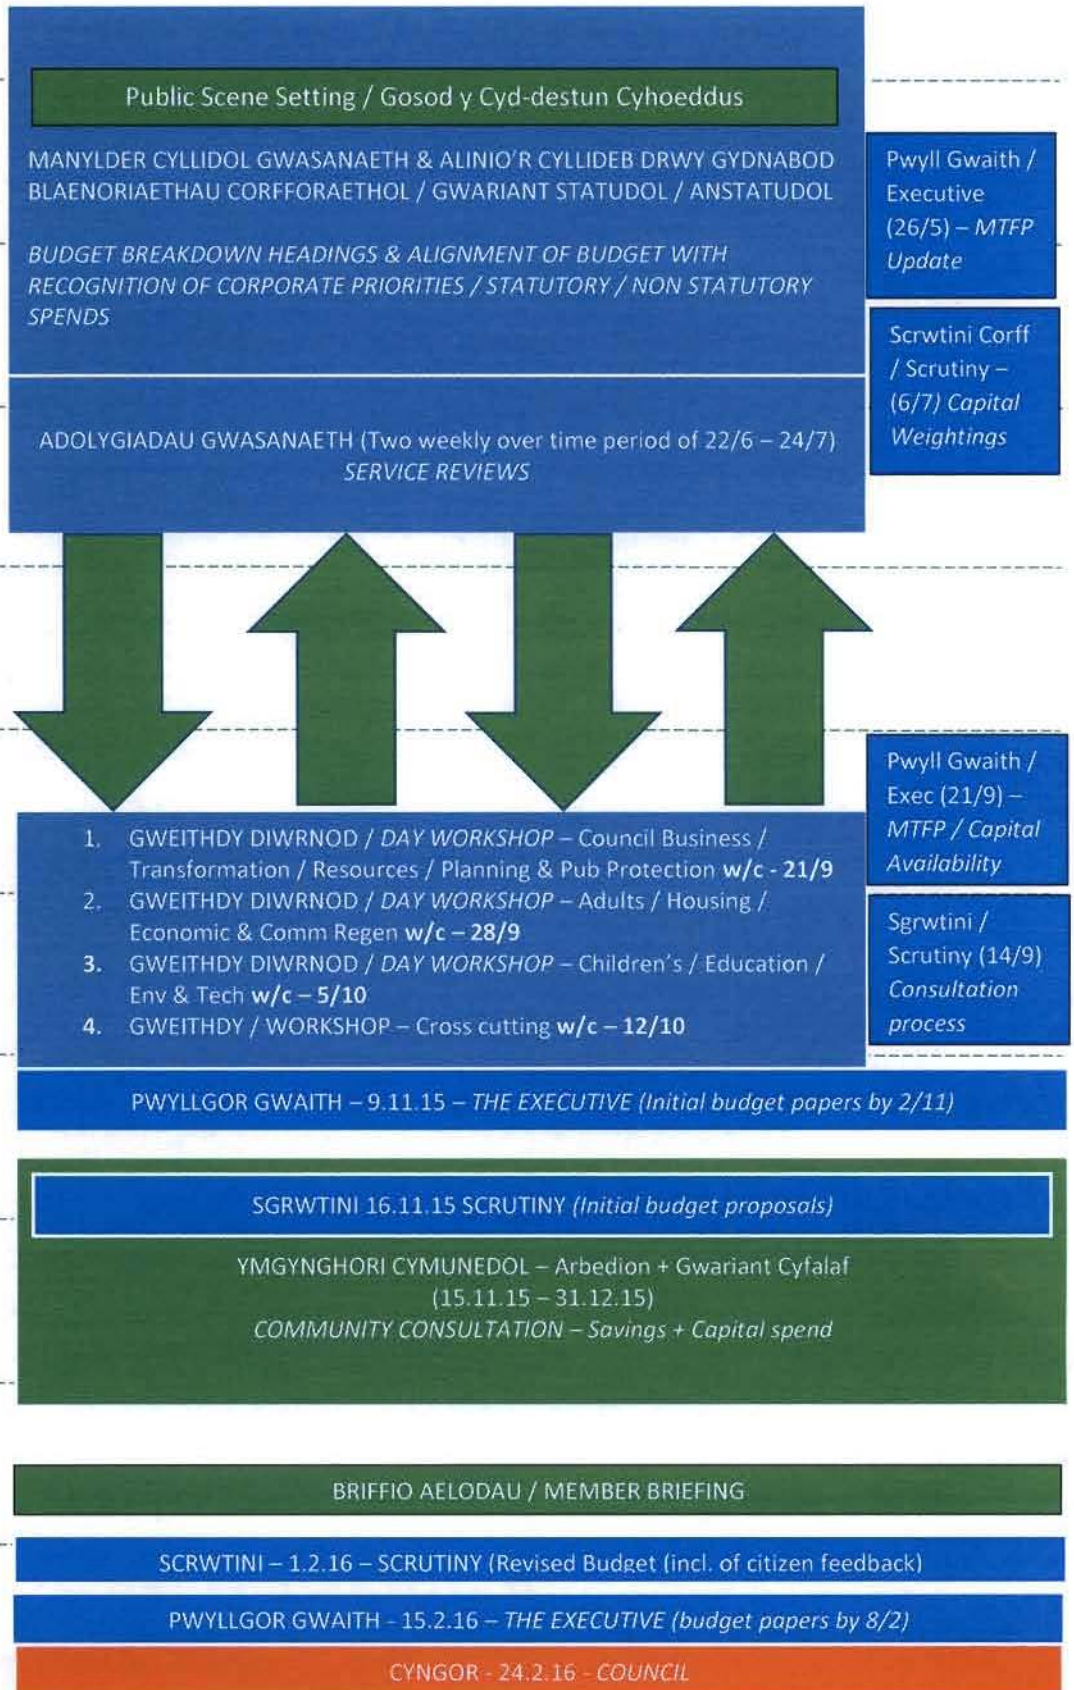 Public Scene Setting / Gosod y Cyd-destun Cyhoeddus
MANYLDER CYLLIDOL GWASANAETH & ALINIO'R CYLLIDEB DRWY GYDNABOD
BLAENORIAETHAU CORFFORAETHOL / GWARIANT STATUDOL / ANSTATUDOL
BUDGET BREAKDOWN HEADINGS & ALIGNMENT OF BUDGET WITH
RECOGNITION OF CORPORATE PRIORITIES / STATUTORY / NON STATUTORY
SPENDS
Pwyll Gwaith /
Executive
(26/5) – MTFP
Update
Scrwtini Corff
/ Scrutiny –
(6/7) Capital
Weightings
ADOLYGIADAU GWASANAETH (Two weekly over time period of 22/6 – 24/7)
SERVICE REVIEWS
1. GWEITHDY DIWRNOD / DAY WORKSHOP – Council Business /
Transformation / Resources / Planning & Pub Protection w/c - 21/9
2. GWEITHDY DIWRNOD / DAY WORKSHOP – Adults / Housing /
Economic & Comm Regen w/c – 28/9
3. GWEITHDY DIWRNOD / DAY WORKSHOP – Children's / Education /
Env & Tech w/c – 5/10
4. GWEITHDY / WORKSHOP – Cross cutting w/c – 12/10
Pwyll Gwaith /
Exec (21/9) –
MTFP / Capital
Availability
Sgrwtini /
Scrutiny (14/9)
Consultation
process
PWYLLGOR GWAITH – 9.11.15 – THE EXECUTIVE (Initial budget papers by 2/11)
SGRWTINI 16.11.15 SCRUTINY (Initial budget proposals)
YMGYNGHORI CYMUNEDOL – Arbedion + Gwariant Cyfalaf
(15.11.15 – 31.12.15)
COMMUNITY CONSULTATION – Savings + Capital spend
BRIFFIO AELODAU / MEMBER BRIEFING
SCRWTINI – 1.2.16 – SCRUTINY (Revised Budget (incl. of citizen feedback)
PWYLLGOR GWAITH - 15.2.16 – THE EXECUTIVE (budget papers by 8/2)
CYNGOR - 24.2.16 - COUNCIL